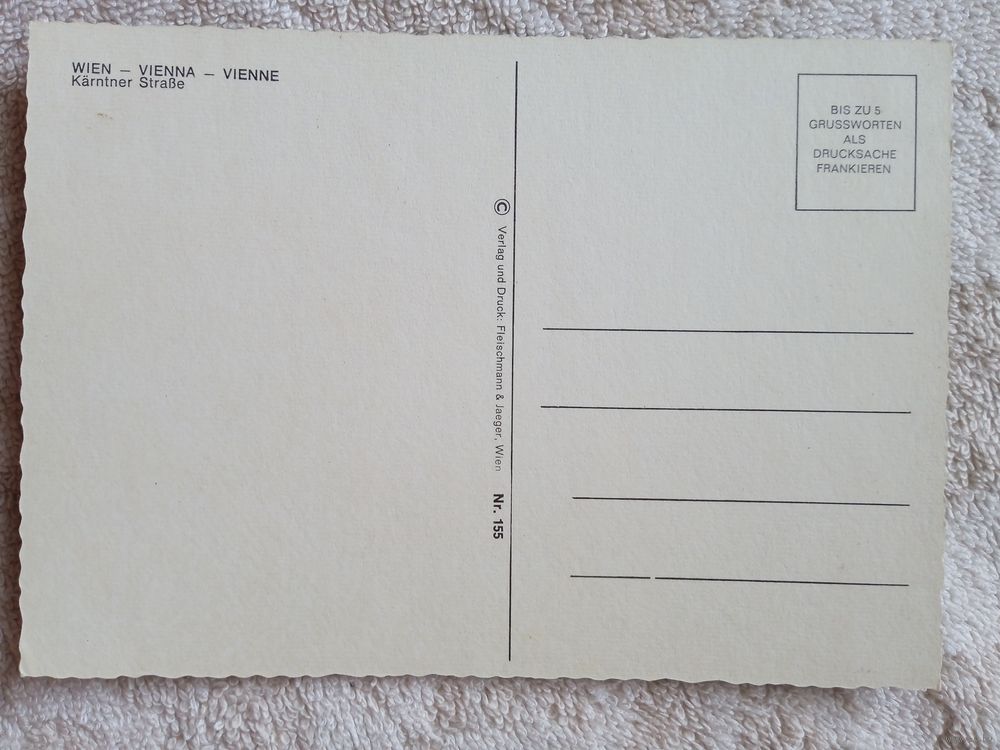 WIEN – VIENNA – VIENNE
Kärntner Straße
BIS ZU 5
GRUSSWORTEN
ALS
DRUCKSACHE
FRANKIEREN
© Verlag und Druck: Fleischmann & Jaeger, Wien Nr. 155